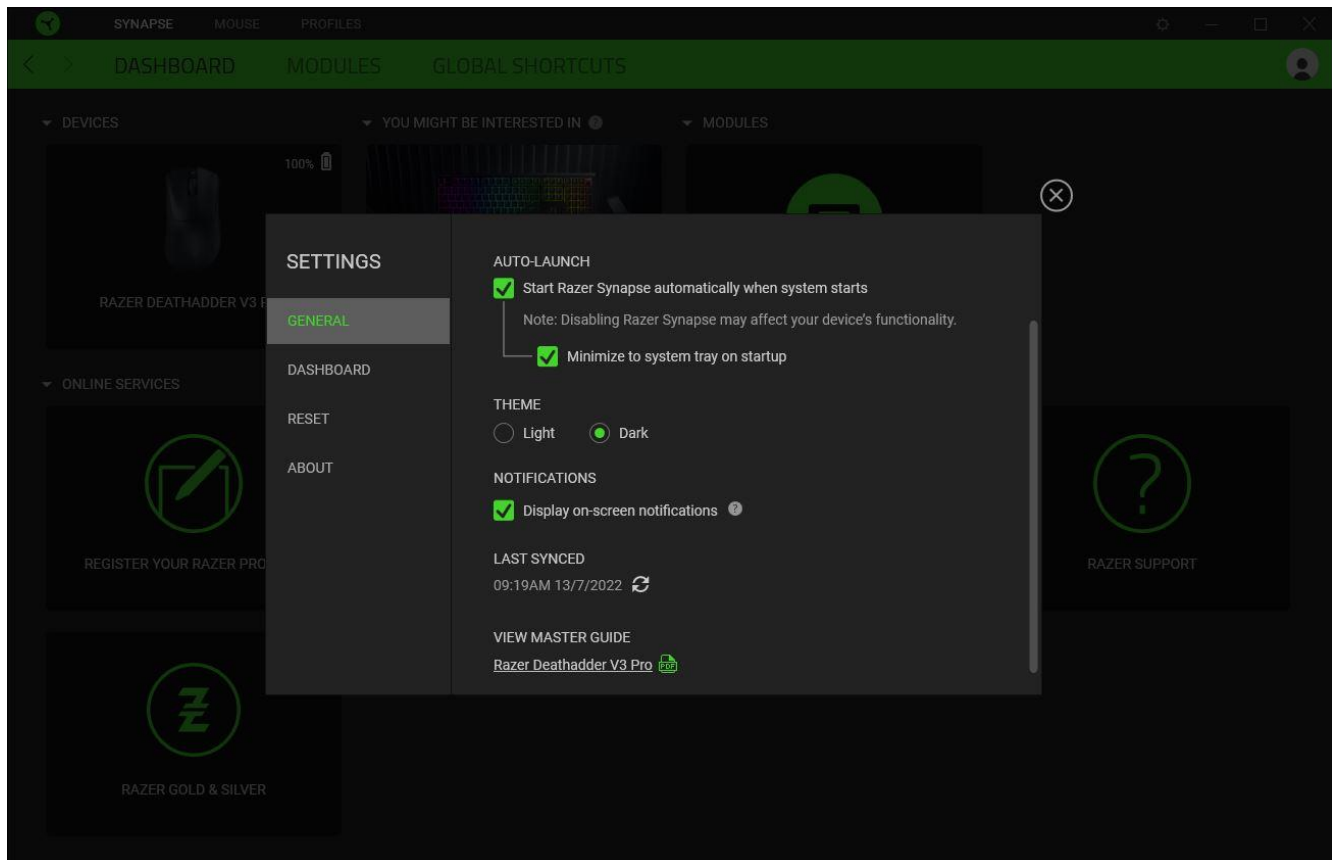 SYNAPSE MOUSE PROFILES
DASHBOARD MODULES GLOBAL SHORTCUTS
DEVICES
YOU MIGHT BE INTERESTED IN
MODULES
100%
RAZER DEATHADDER V3
ONLINE SERVICES
REGISTER YOUR RAZER
RAZER SUPPORT
RAZER GOLD & SILVER
SETTINGS
GENERAL
DASHBOARD
RESET
ABOUT
AUTO-LAUNCH
Start Razer Synapse automatically when system starts
Note: Disabling Razer Synapse may affect your device’s functionality.
Minimize to system tray on startup
THEME
Light Dark
NOTIFICATIONS
Display on-screen notifications
LAST SYNCED
09:19AM 13/7/2022
VIEW MASTER GUIDE
Razer Deathadder V3 Pro PDF